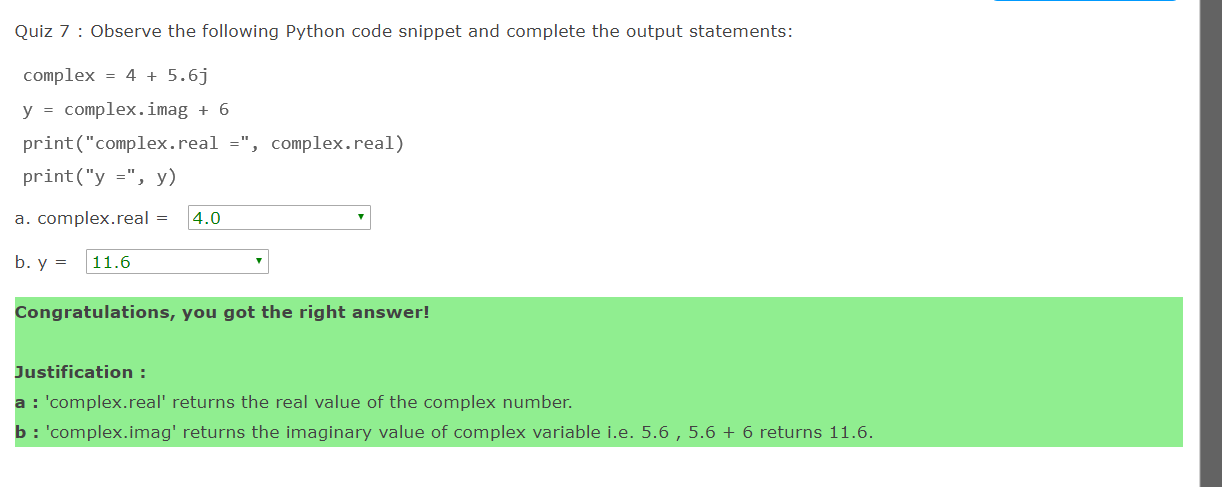 Quiz 7 : Observe the following Python code snippet and complete the output statements:
complex = 4 + 5.6j
y = complex.imag + 6
print("complex.real =", complex.real)
print("y =", y)
a. complex.real = 4.0
b. y = 11.6
Congratulations, you got the right answer!
Justification :
a : 'complex.real' returns the real value of the complex number.
b : 'complex.imag' returns the imaginary value of complex variable i.e. 5.6 , 5.6 + 6 returns 11.6.